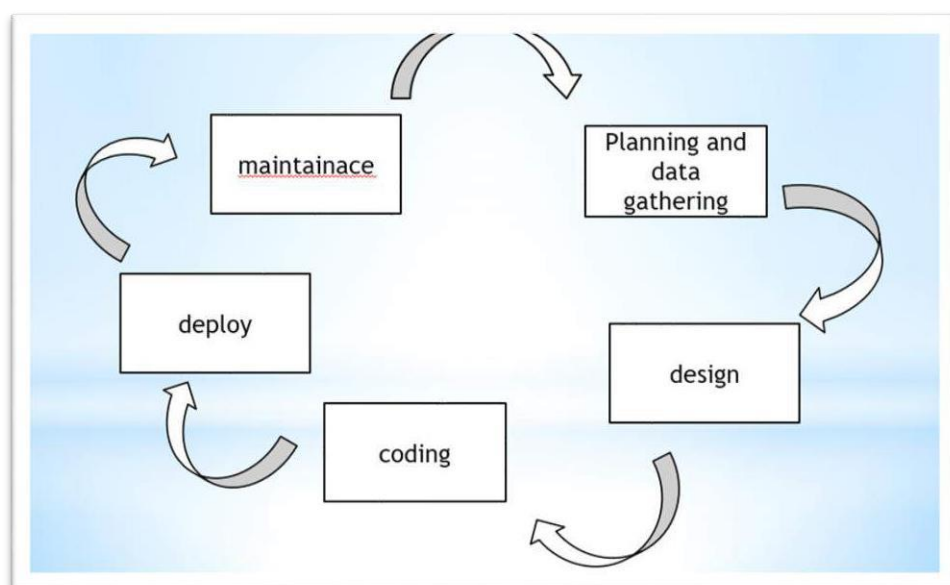 maintainace
Planning and
data
gathering
deploy
design
coding